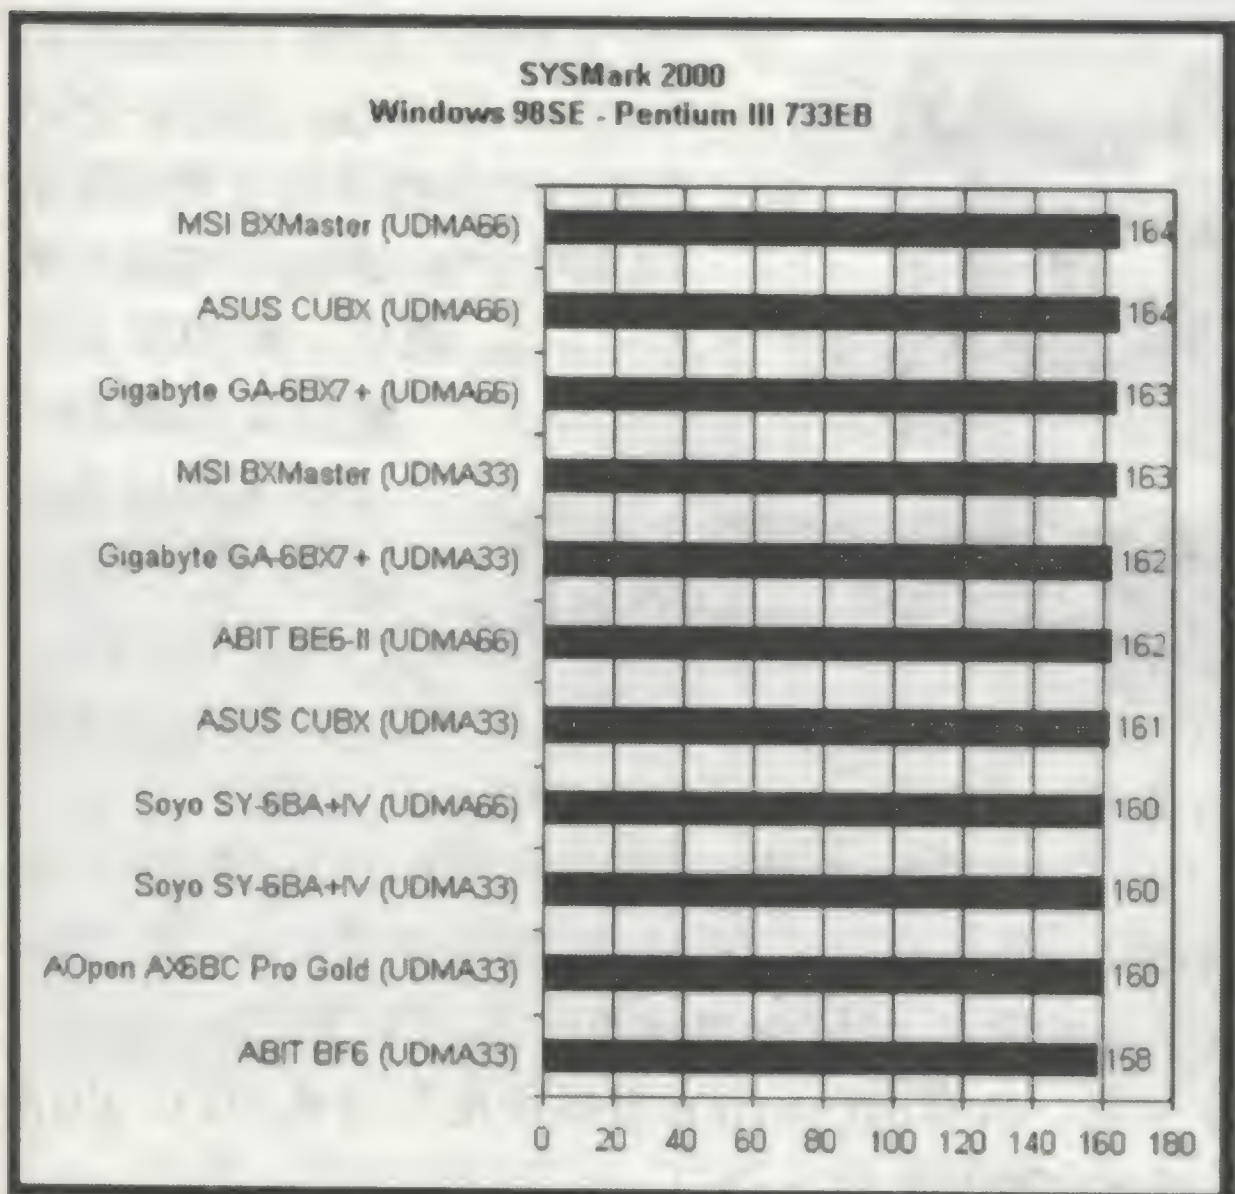 SYSMark 2000
Windows 98SE - Pentium III 733EB
MSI BXMaster (UDMA66) 164
ASUS CUBX (UDMA66) 164
Gigabyte GA-6BX7+ (UDMA66) 163
MSI BXMaster (UDMA33) 163
Gigabyte GA-6BX7+ (UDMA33) 162
ABIT BE6-II (UDMA66) 162
ASUS CUBX (UDMA33) 161
Soyo SY-6BA+IV (UDMA66) 160
Soyo SY-6BA+IV (UDMA33) 160
AOpen AX6BC Pro Gold (UDMA33) 160
ABIT BF6 (UDMA33) 158
0 20 40 60 80 100 120 140 160 180